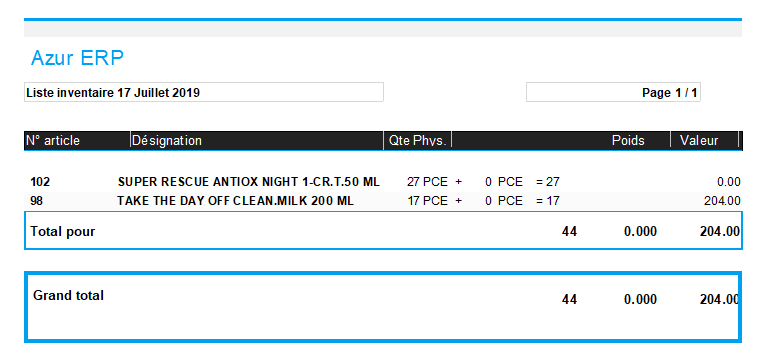 Azur ERP
Liste inventaire 17 Juillet 2019 Page 1 / 1
N° article Désignation Qte Phys. Poids Valeur
102 SUPER RESCUE ANTIOX NIGHT 1-CR.T.50 ML 27 PCE + 0 PCE = 27 0.00
98 TAKE THE DAY OFF CLEAN.MILK 200 ML 17 PCE + 0 PCE = 17 204.00
Total pour 44 0.000 204.00
Grand total 44 0.000 204.00